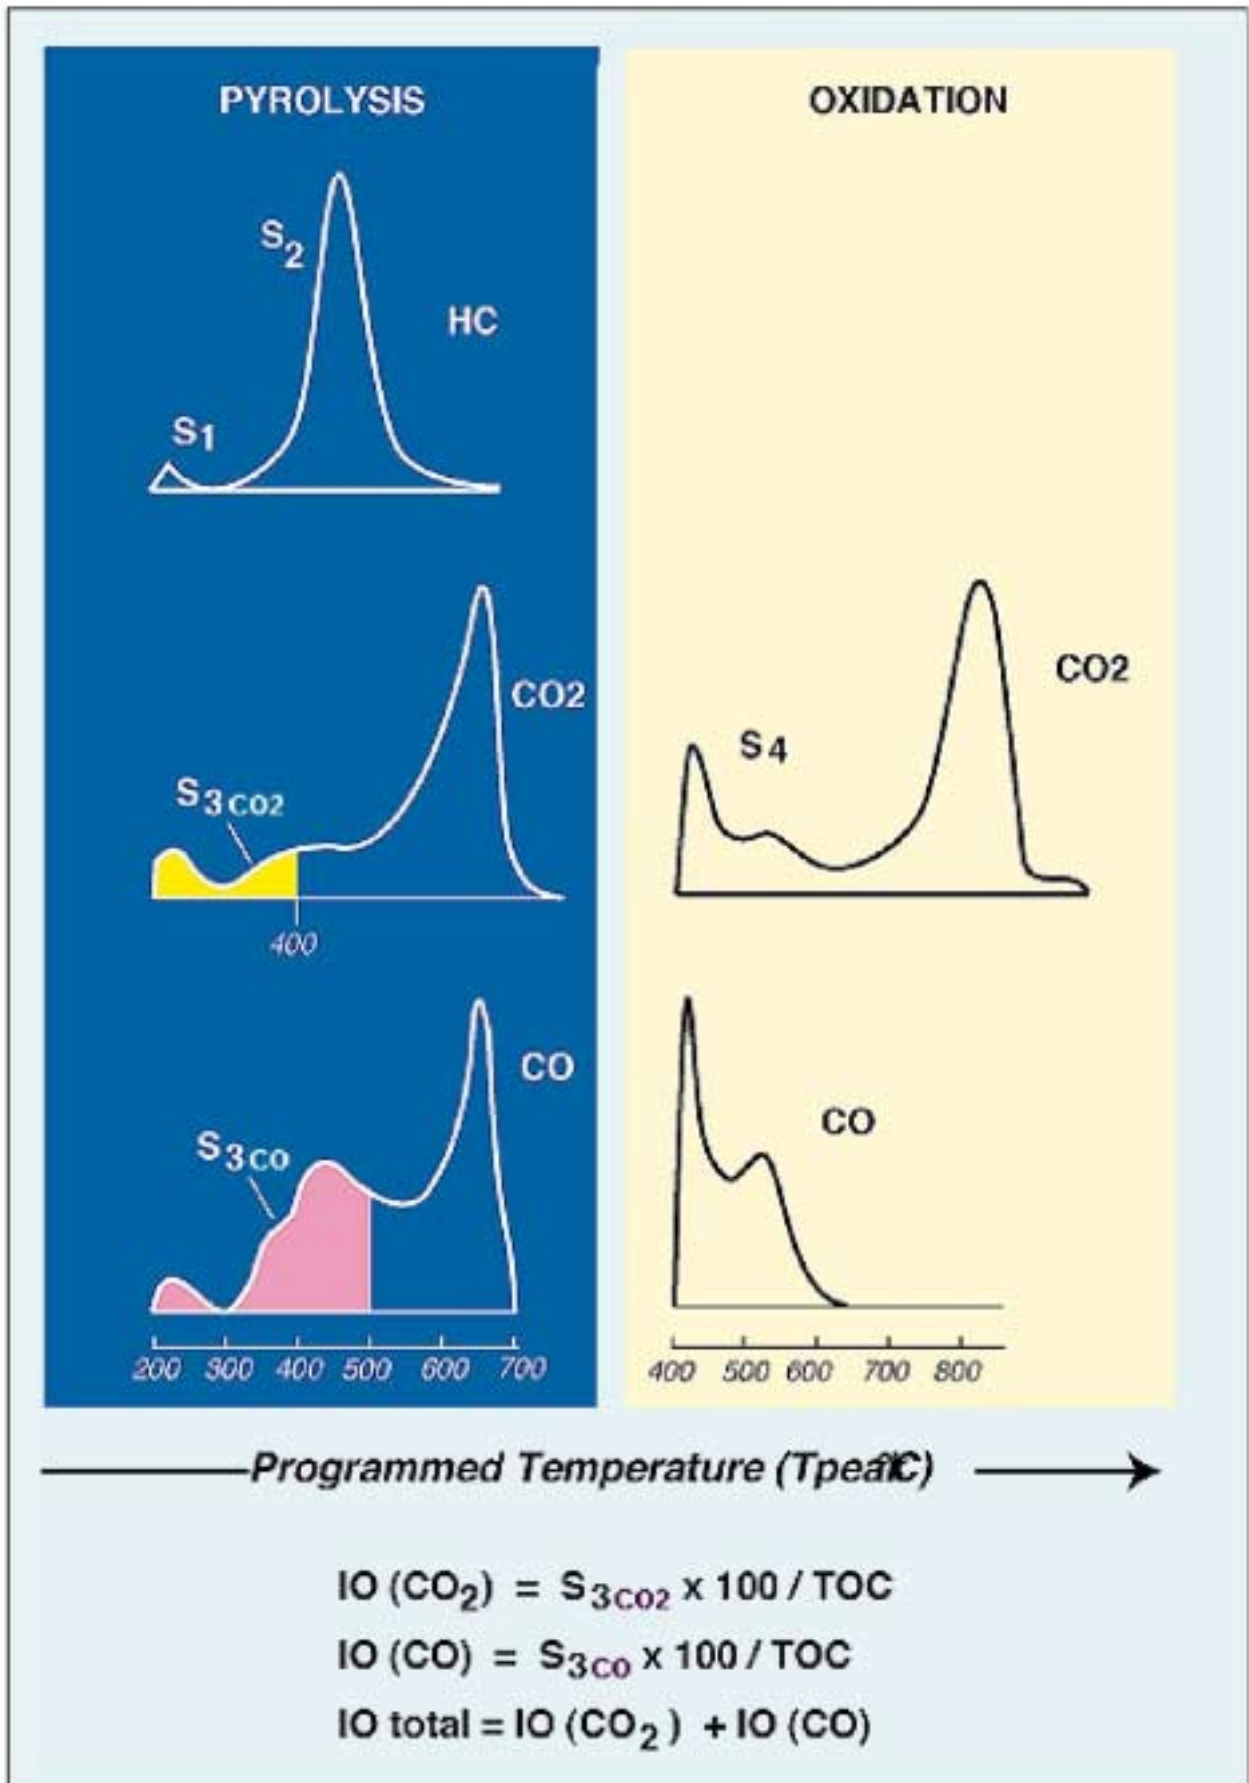 PYROLYSIS
S2
HC
S1
CO2
S3CO2
400
CO
S3CO
200 300 400 500 600 700
OXIDATION
CO2
S4
CO
400 500 600 700 800
Programmed Temperature (Tpeak°C)
IO (CO2) = S3CO2 x 100 / TOC
IO (CO) = S3CO x 100 / TOC
IO total = IO (CO2) + IO (CO)